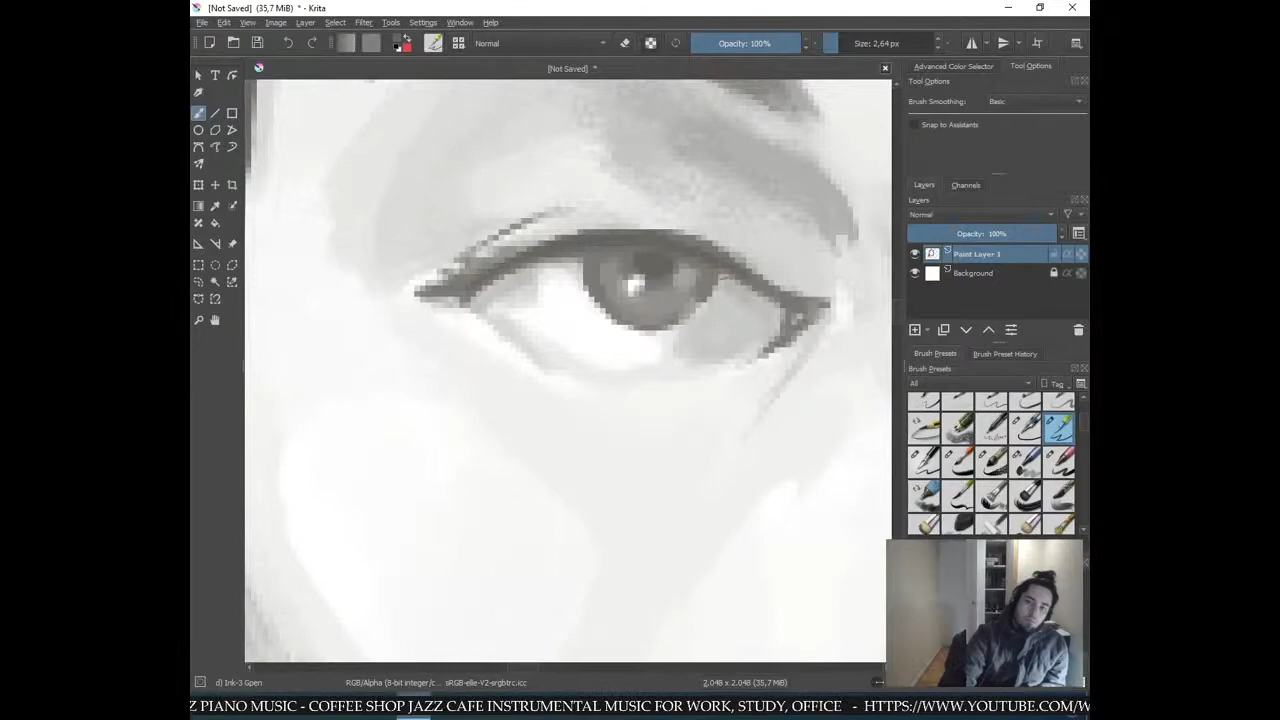 [Not Saved] (35,7 MiB) * - Krita
File Edit View Image Layer Select Filter Tools Settings Window Help
Normal
Opacity: 100%
Size: 2,64 px
[Not Saved] *
Advanced Color Selector
Tool Options
Tool Options
Brush Smoothing:
Basic
Snap to Assistants
Layers
Channels
Layers
Normal
Opacity: 100%
Paint Layer 1
Background
Brush Presets
Brush Preset History
Brush Presets
All
Tag
d) Ink-3 Gpen
RGB/Alpha (8-bit integer/c... sRGB-elle-V2-srgbtrc.icc
2.048 x 2.048 (35,7 MiB)
Z PIANO MUSIC - COFFEE SHOP JAZZ CAFE INSTRUMENTAL MUSIC FOR WORK, STUDY, OFFICE - HTTPS://WWW.YOUTUBE.COM/W